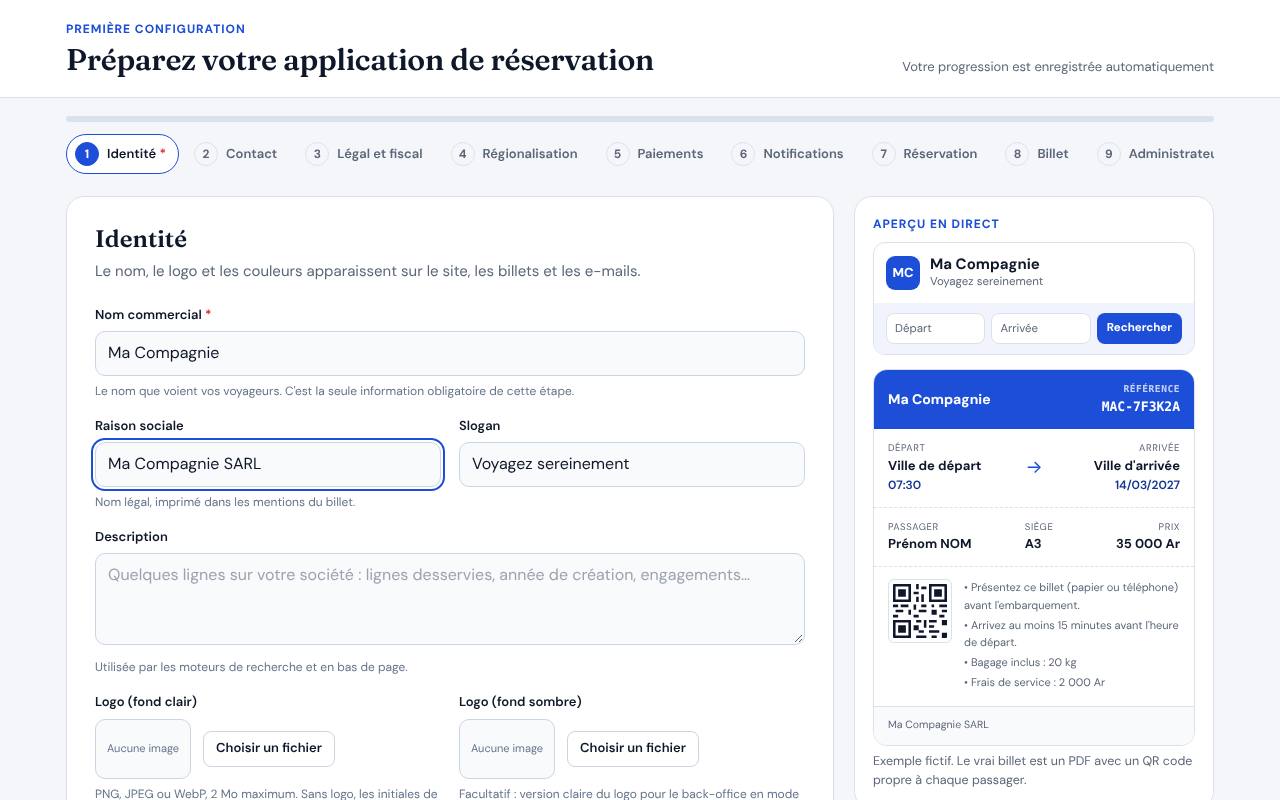 PREMIÈRE CONFIGURATION
Préparez votre application de réservation
Votre progression est enregistrée automatiquement
1 Identité * 2 Contact 3 Légal et fiscal 4 Régionalisation 5 Paiements 6 Notifications 7 Réservation 8 Billet 9 Administrateu
Identité
Le nom, le logo et les couleurs apparaissent sur le site, les billets et les e-mails.
Nom commercial *
Ma Compagnie
Le nom que voient vos voyageurs. C'est la seule information obligatoire de cette étape.
Raison sociale
Ma Compagnie SARL
Nom légal, imprimé dans les mentions du billet.
Slogan
Voyagez sereinement
Description
Quelques lignes sur votre société : lignes desservies, année de création, engagements...
Utilisée par les moteurs de recherche et en bas de page.
Logo (fond clair)
Aucune image
Choisir un fichier
PNG, JPEG ou WebP, 2 Mo maximum. Sans logo, les initiales de
Logo (fond sombre)
Aucune image
Choisir un fichier
Facultatif : version claire du logo pour le back-office en mode
APERÇU EN DIRECT
MC
Ma Compagnie
Voyagez sereinement
Départ
Arrivée
Rechercher
Ma Compagnie
RÉFÉRENCE
MAC-7F3K2A
DÉPART
Ville de départ
07:30
→
ARRIVÉE
Ville d'arrivée
14/03/2027
PASSAGER
Prénom NOM
SIÈGE
A3
PRIX
35 000 Ar
• Présentez ce billet (papier ou téléphone)
avant l'embarquement.
• Arrivez au moins 15 minutes avant l'heure
de départ.
• Bagage inclus : 20 kg
• Frais de service : 2 000 Ar
Ma Compagnie SARL
Exemple fictif. Le vrai billet est un PDF avec un QR code
propre à chaque passager.